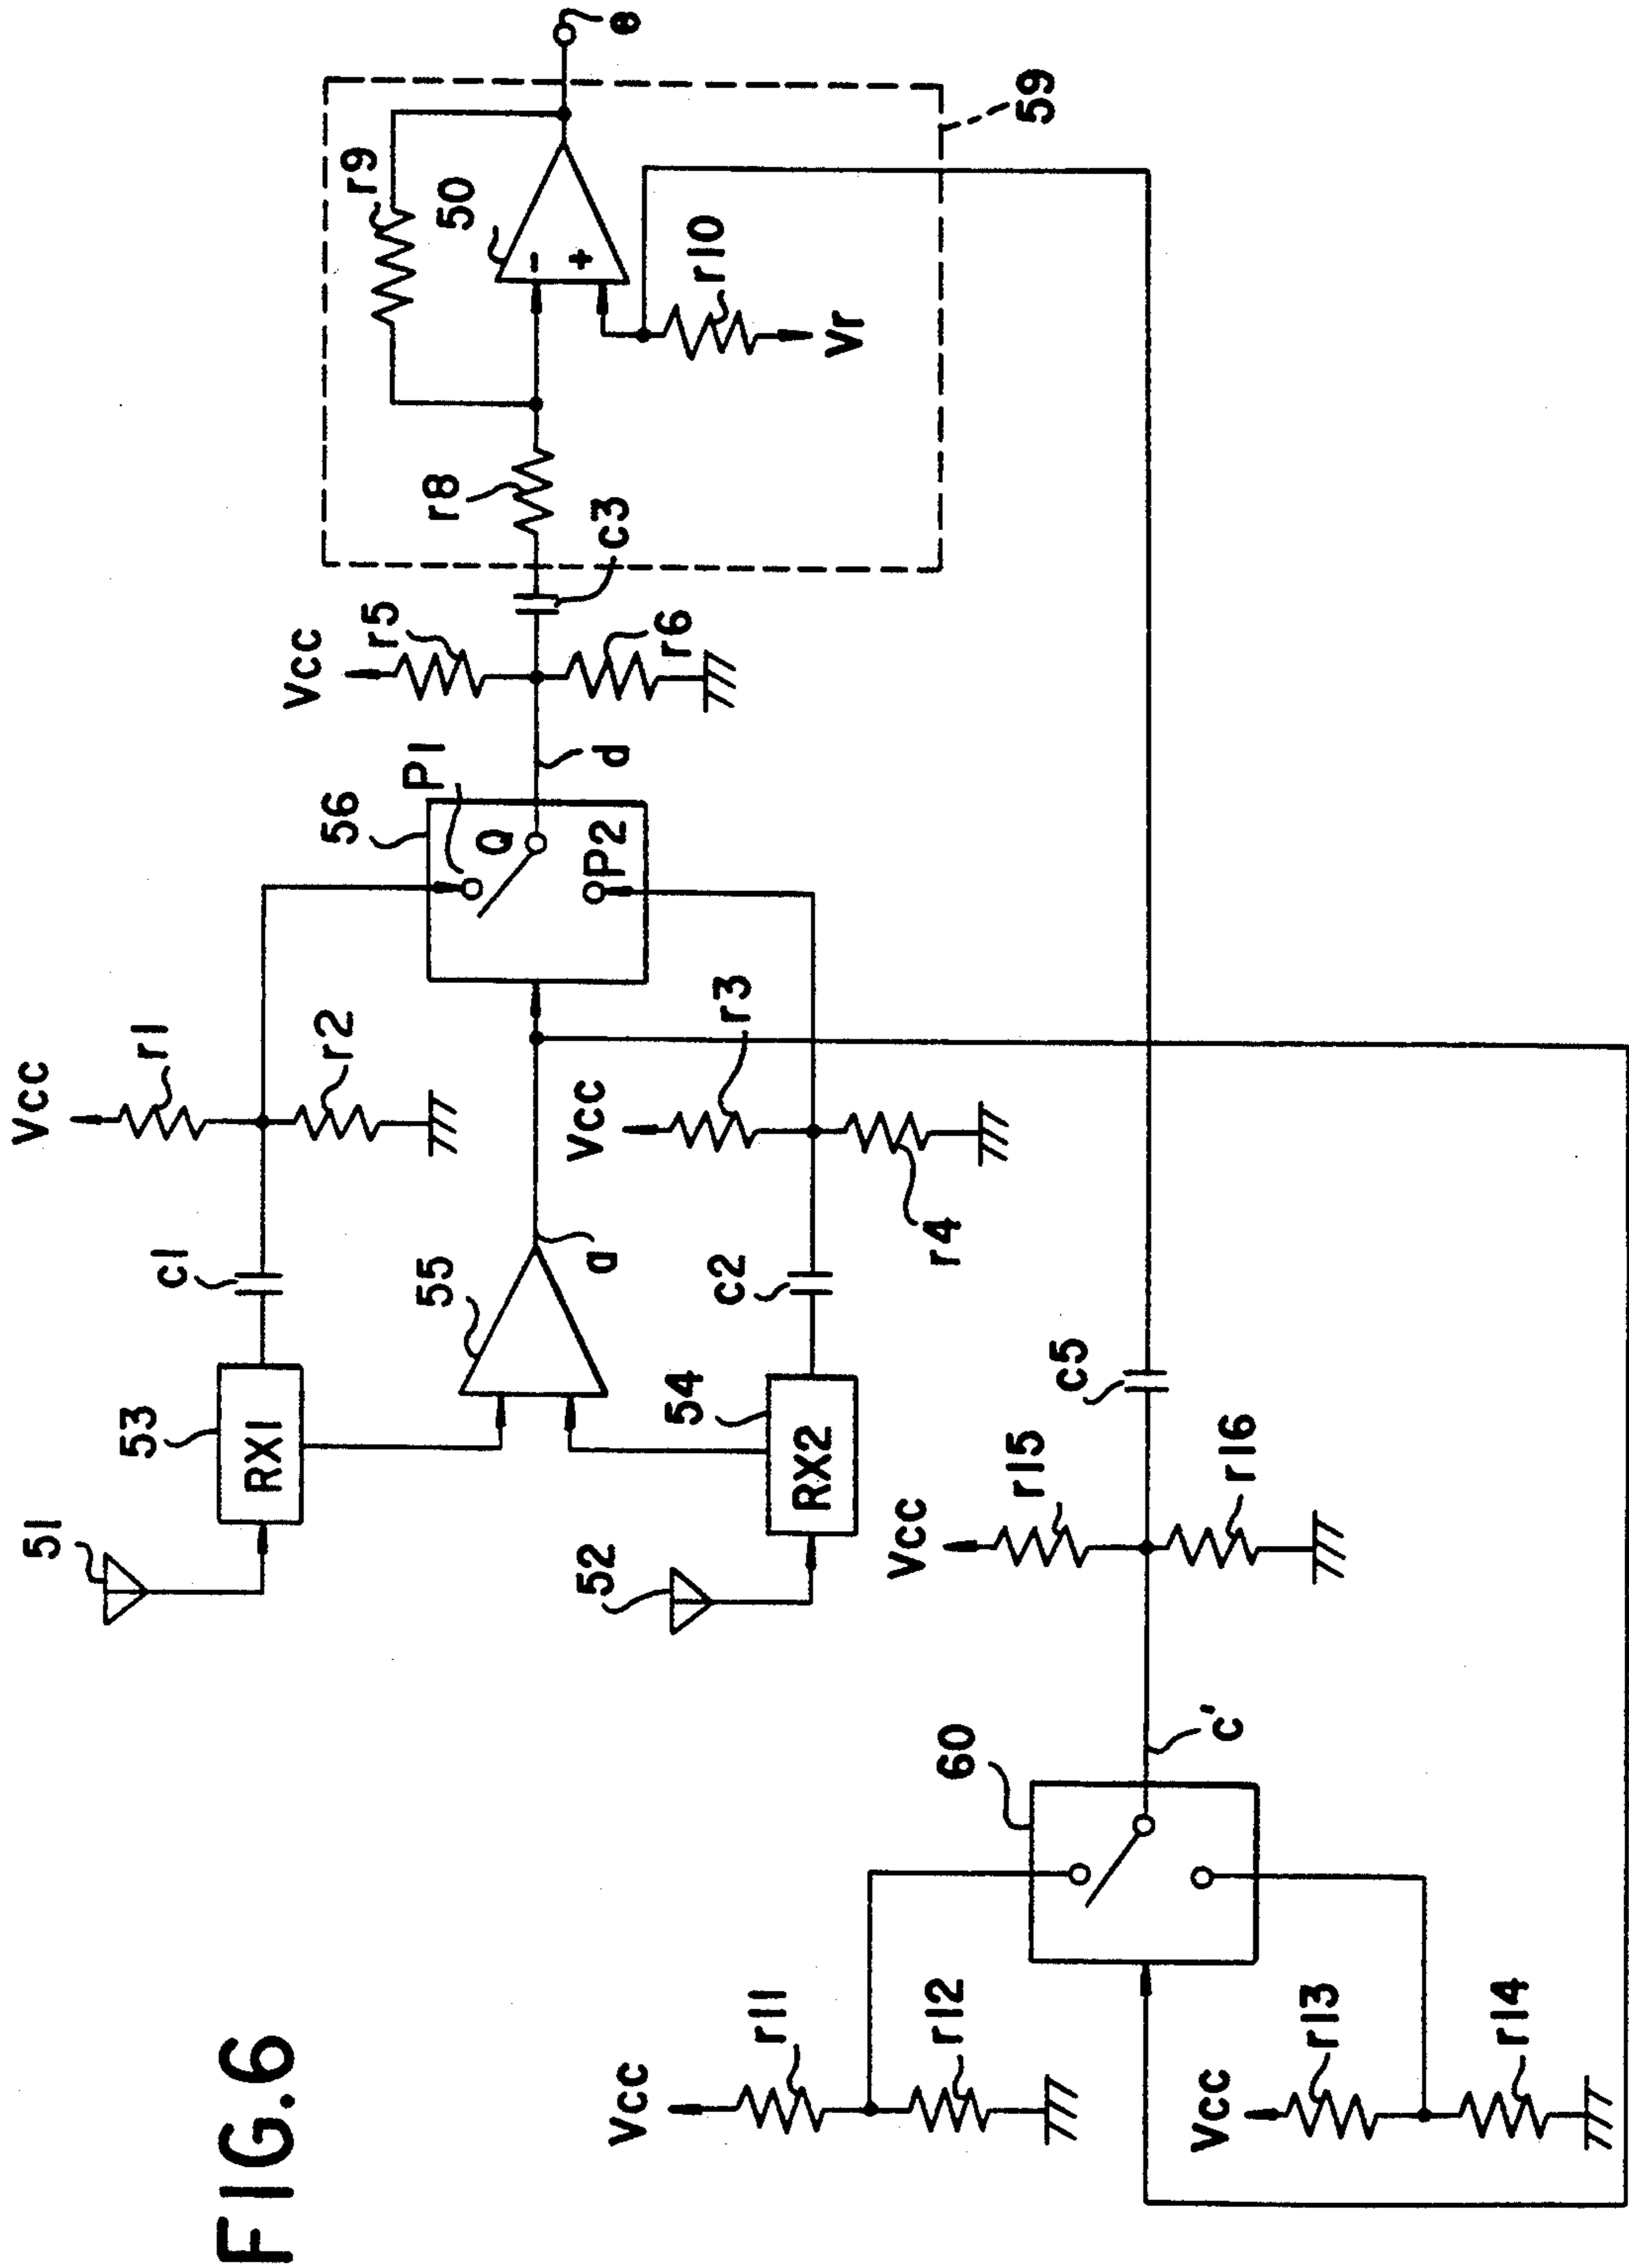 FIG.6
51
53
RX1
c1
Vcc
r1
r2
52
54
RX2
55
a
c2
Vcc
r3
r4
56
P1
Q
P2
d
Vcc
r5
r6
c3
r8
r9
50
-
+
r10
Vr
59
e
Vcc
r11
r12
Vcc
r13
r14
60
c'
Vcc
r15
r16
c5